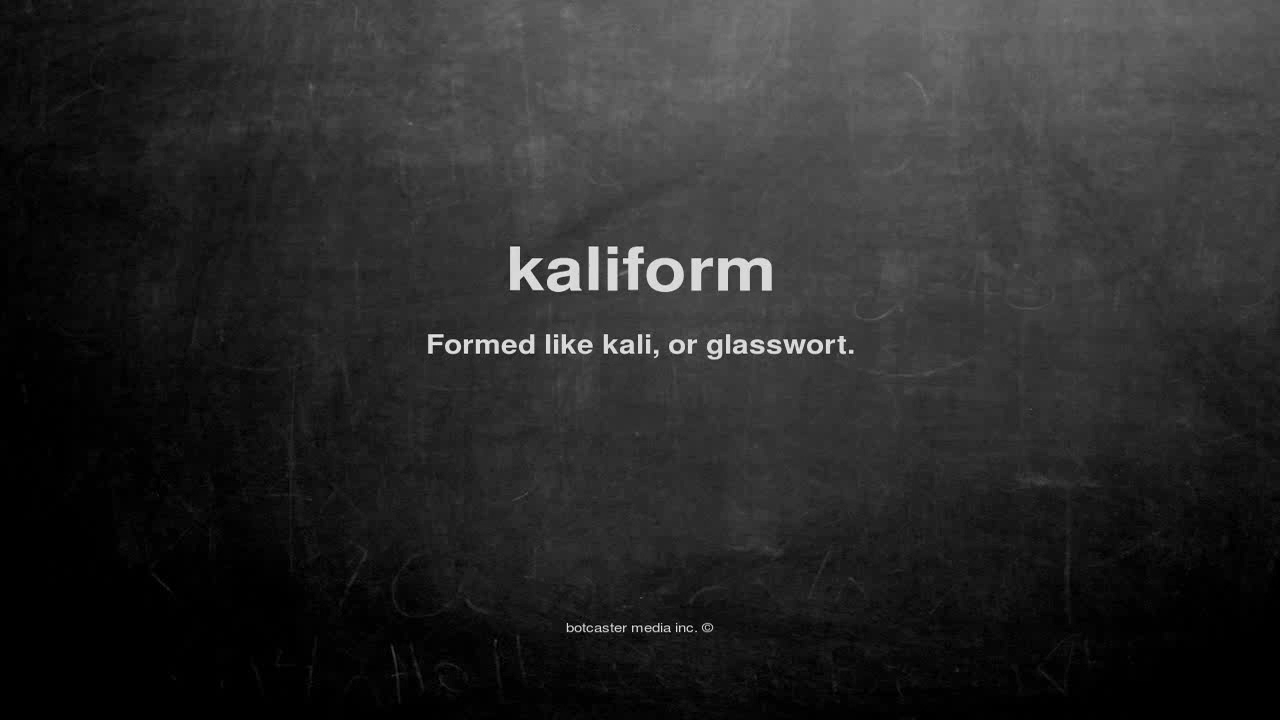 kaliform
Formed like kali, or glasswort.
botcaster media inc. ©